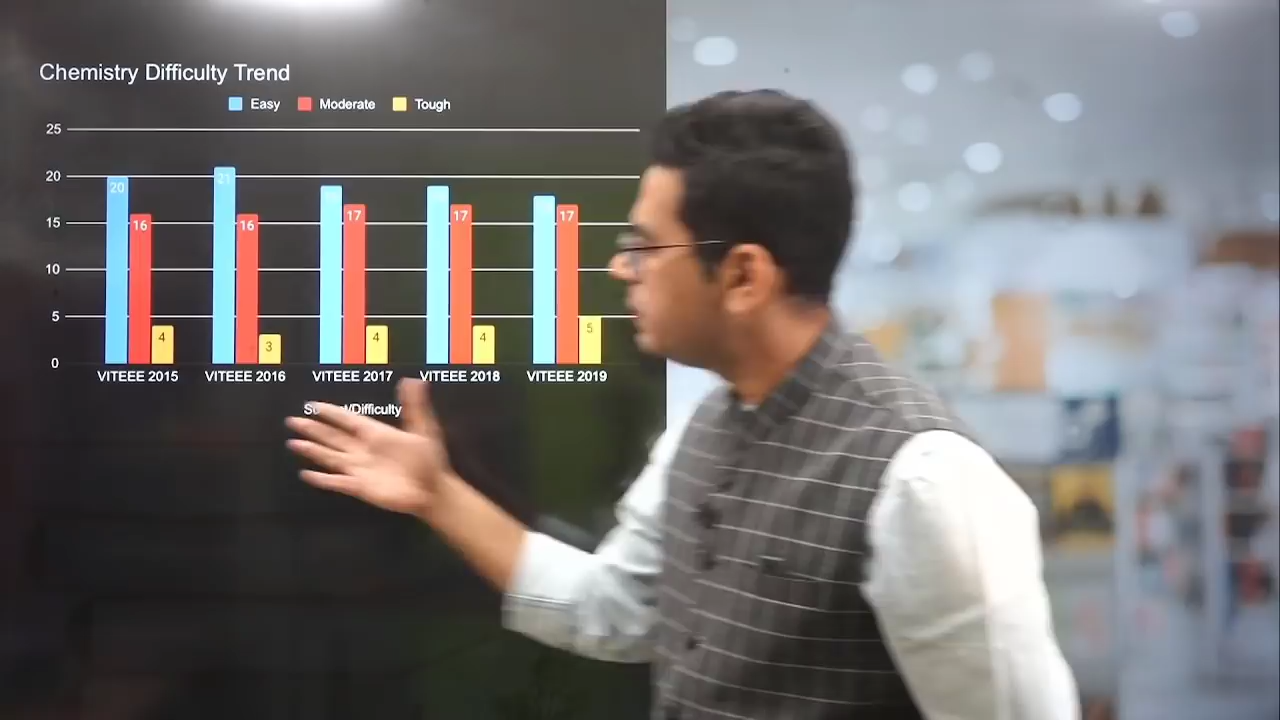 Chemistry Difficulty Trend
Easy Moderate Tough
25
20
15
10
5
0
20 16 4
21 16 3
17 4
17 4
17 5
VITEEE 2015 VITEEE 2016 VITEEE 2017 VITEEE 2018 VITEEE 2019
/Difficulty